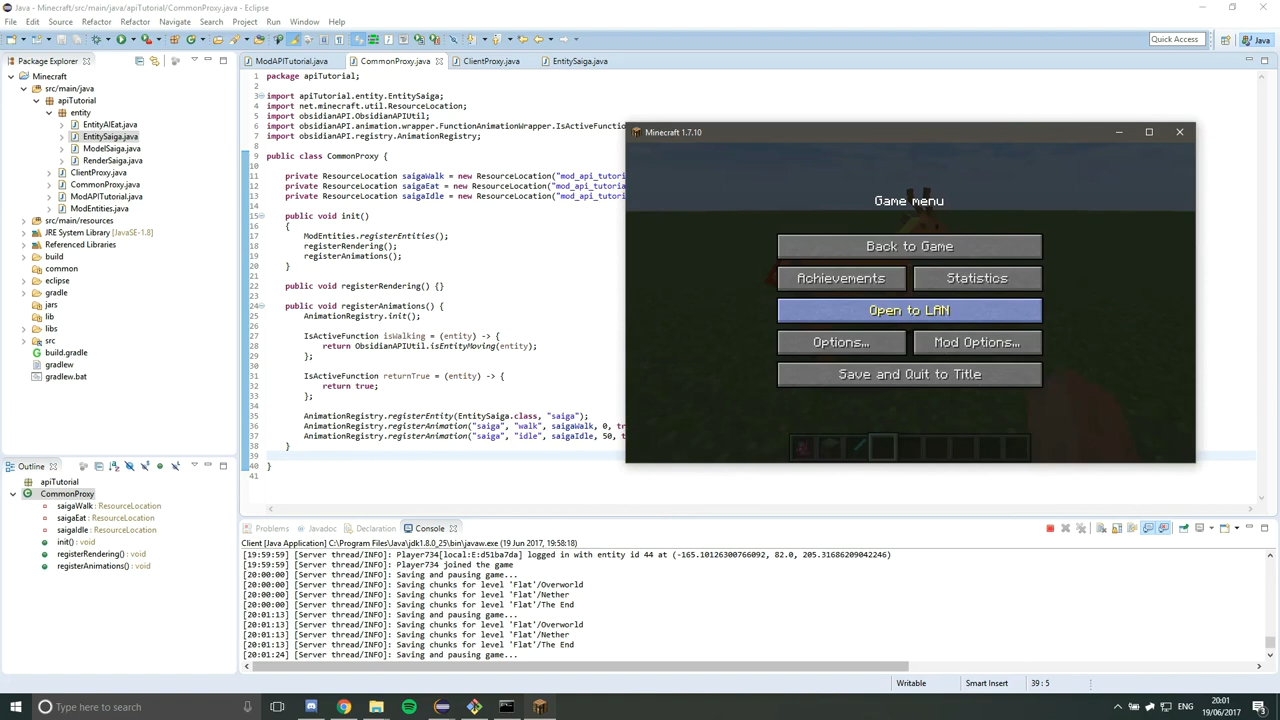 Java - Minecraft/src/main/java/apiTutorial/CommonProxy.java - Eclipse
File Edit Source Refactor Refactor Navigate Search Project Run Window Help
Quick Access
Java
Package Explorer
Minecraft
src/main/java
apiTutorial
entity
EntityAIEat.java
EntitySaiga.java
ModelSaiga.java
RenderSaiga.java
ClientProxy.java
CommonProxy.java
ModAPITutorial.java
ModEntities.java
src/main/resources
JRE System Library [JavaSE-1.8]
Referenced Libraries
build
common
eclipse
gradle
jars
lib
libs
src
build.gradle
gradlew
gradlew.bat
Outline
apiTutorial
CommonProxy
saigaWalk : ResourceLocation
saigaEat : ResourceLocation
saigaIdle : ResourceLocation
init() : void
registerRendering() : void
registerAnimations() : void
ModAPITutorial.java CommonProxy.java ClientProxy.java EntitySaiga.java
1 package apiTutorial;
2
3 import apiTutorial.entity.EntitySaiga;
4 import net.minecraft.util.ResourceLocation;
5 import obsidianAPI.ObsidianAPIUtil;
6 import obsidianAPI.animation.wrapper.FunctionAnimationWrapper.IsActiveFunction
7 import obsidianAPI.registry.AnimationRegistry;
8
9 public class CommonProxy {
10
11 private ResourceLocation saigaWalk = new ResourceLocation("mod_api_tutori
12 private ResourceLocation saigaEat = new ResourceLocation("mod_api_tutoria
13 private ResourceLocation saigaIdle = new ResourceLocation("mod_api_tutori
14
15 public void init()
16 {
17 ModEntities.registerEntities();
18 registerRendering();
19 registerAnimations();
20 }
21
22 public void registerRendering() {}
23
24 public void registerAnimations() {
25 AnimationRegistry.init();
26
27 IsActiveFunction isWalking = (entity) -> {
28 return ObsidianAPIUtil.isEntityMoving(entity);
29 };
30
31 IsActiveFunction returnTrue = (entity) -> {
32 return true;
33 };
34
35 AnimationRegistry.registerEntity(EntitySaiga.class, "saiga");
36 AnimationRegistry.registerAnimation("saiga", "walk", saigaWalk, 0, tr
37 AnimationRegistry.registerAnimation("saiga", "idle", saigaIdle, 50, t
38 }
39
40 }
41
Minecraft 1.7.10
Game menu
Back to Game
Achievements Statistics
Open to LAN
Options... Mod Options...
Save and Quit to Title
Problems Javadoc Declaration Console
Client [Java Application] C:\Program Files\Java\jdk1.8.0_25\bin\javaw.exe (19 Jun 2017, 19:58:18)
[19:59:59] [Server thread/INFO]: Player734[local:E:d51ba7da] logged in with entity id 44 at (-165.1012630076092, 82.0, 205.31686209042246)
[19:59:59] [Server thread/INFO]: Player734 joined the game
[20:00:00] [Server thread/INFO]: Saving and pausing game...
[20:00:00] [Server thread/INFO]: Saving chunks for level 'Flat'/Overworld
[20:00:00] [Server thread/INFO]: Saving chunks for level 'Flat'/Nether
[20:00:00] [Server thread/INFO]: Saving chunks for level 'Flat'/The End
[20:01:13] [Server thread/INFO]: Saving and pausing game...
[20:01:13] [Server thread/INFO]: Saving chunks for level 'Flat'/Overworld
[20:01:13] [Server thread/INFO]: Saving chunks for level 'Flat'/Nether
[20:01:13] [Server thread/INFO]: Saving chunks for level 'Flat'/The End
[20:01:24] [Server thread/INFO]: Saving and pausing game...
Writable Smart Insert 39 : 5
Type here to search
ENG
20:01
19/06/2017
3